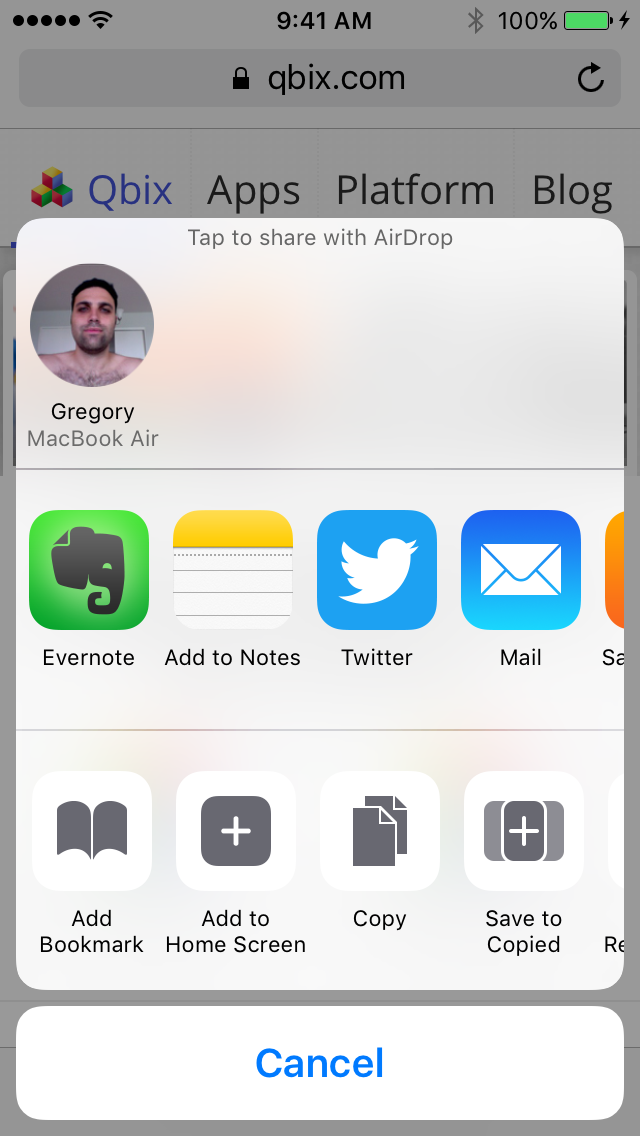 9:41 AM 100%
qbix.com
Qbix Apps Platform Blog
Tap to share with AirDrop
Gregory
MacBook Air
Evernote Add to Notes Twitter Mail Sa
Add Add to Copy Save to
Bookmark Home Screen Copied Re
Cancel